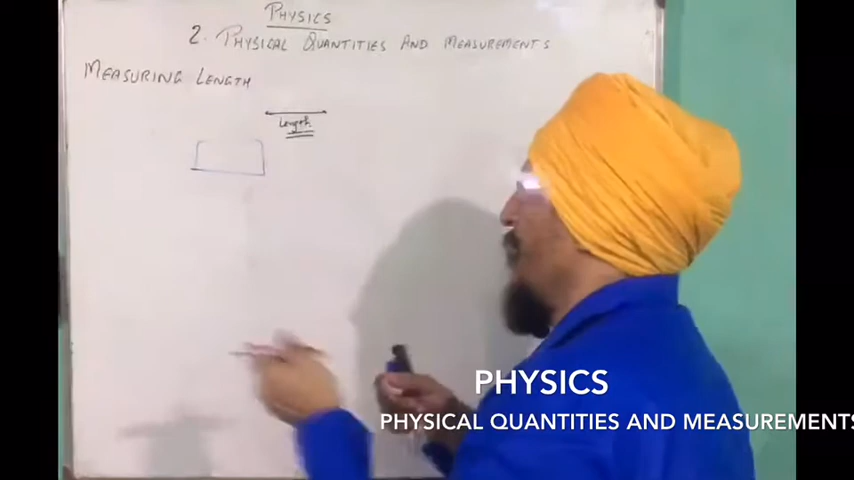 PHYSICS
2. PHYSICAL QUANTITIES AND MEASUREMENTS
MEASURING LENGTH
Length
PHYSICS
PHYSICAL QUANTITIES AND MEASUREMENTS